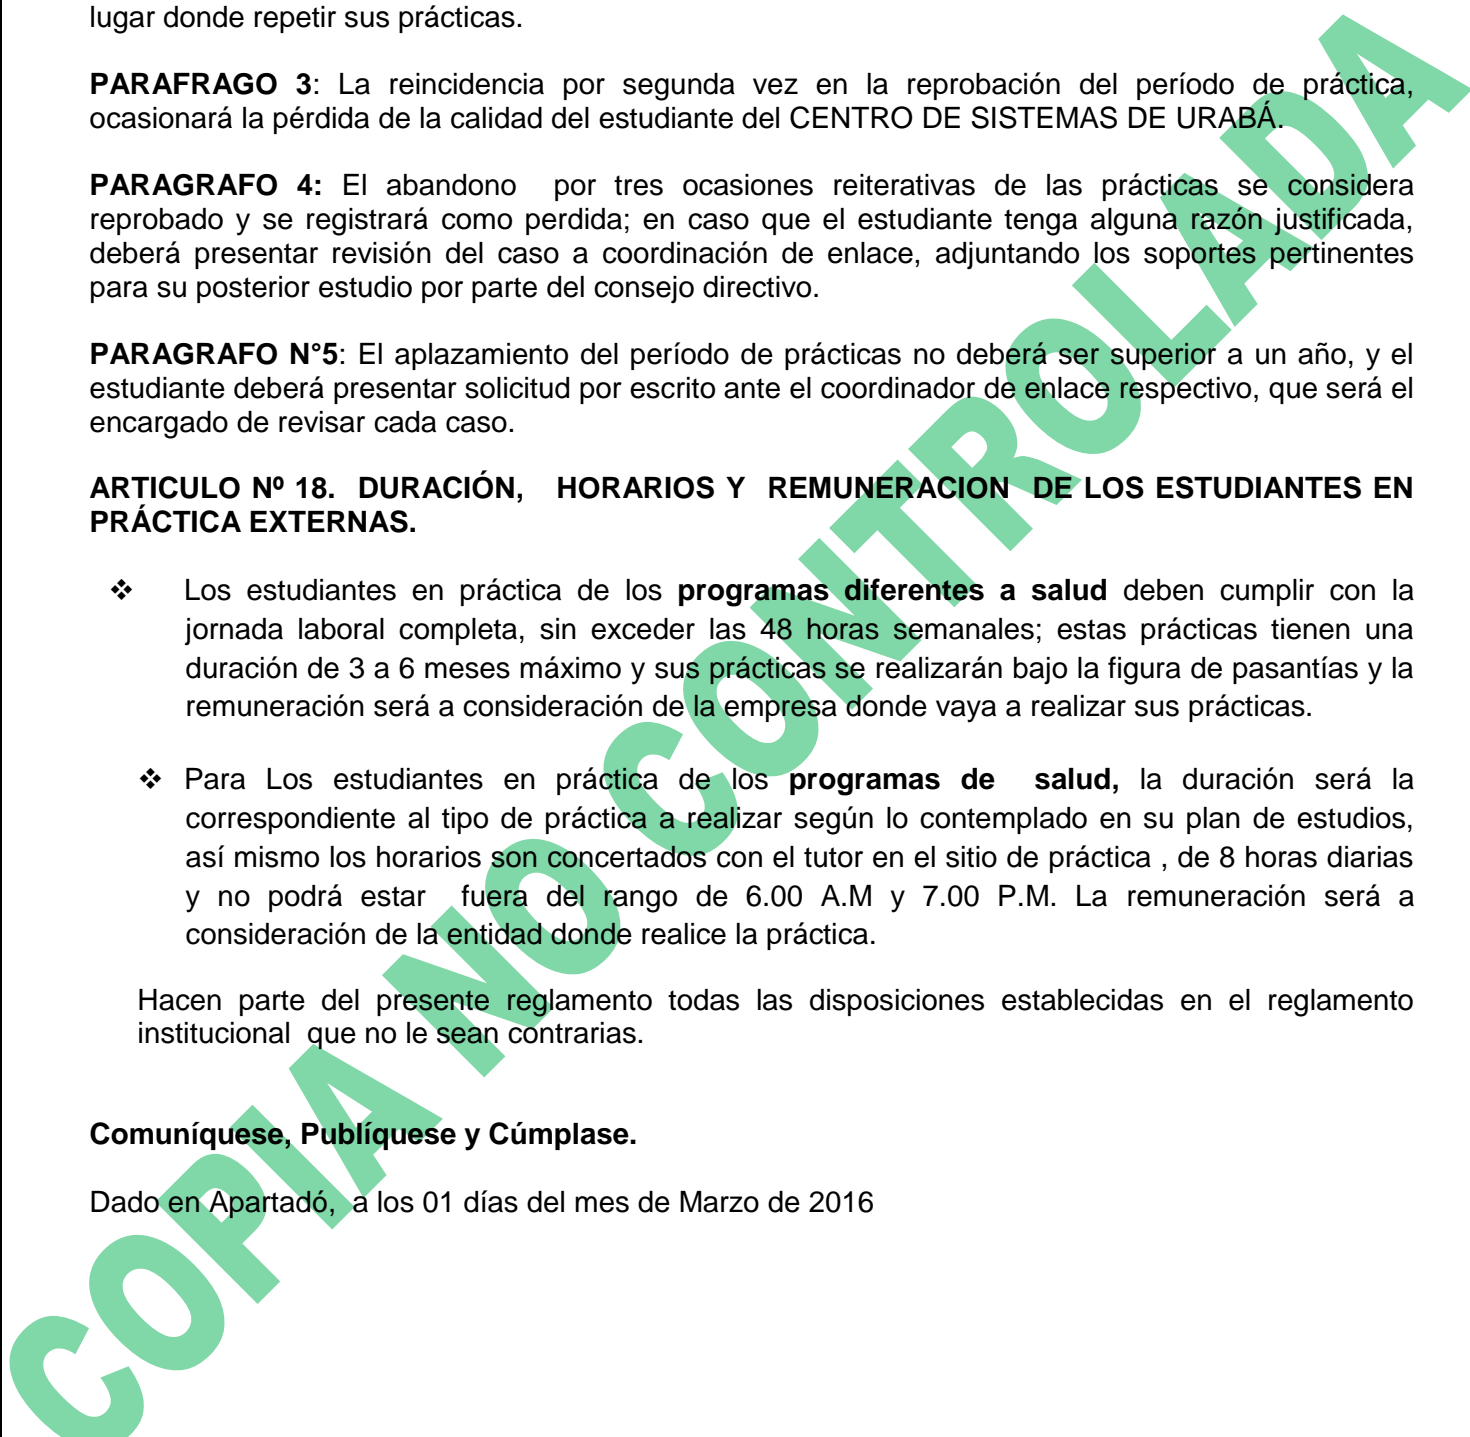 lugar donde repetir sus prácticas.
PARAFRAGO 3: La reincidencia por segunda vez en la reprobación del período de práctica,
ocasionará la pérdida de la calidad del estudiante del CENTRO DE SISTEMAS DE URABÁ.
PARAGRAFO 4: El abandono por tres ocasiones reiterativas de las prácticas se considera
reprobado y se registrará como perdida; en caso que el estudiante tenga alguna razón justificada,
deberá presentar revisión del caso a coordinación de enlace, adjuntando los soportes pertinentes
para su posterior estudio por parte del consejo directivo.
PARAGRAFO N°5: El aplazamiento del período de prácticas no deberá ser superior a un año, y el
estudiante deberá presentar solicitud por escrito ante el coordinador de enlace respectivo, que será el
encargado de revisar cada caso.
ARTICULO Nº 18. DURACIÓN, HORARIOS Y REMUNERACION DE LOS ESTUDIANTES EN
PRÁCTICA EXTERNAS.
❖ Los estudiantes en práctica de los programas diferentes a salud deben cumplir con la
jornada laboral completa, sin exceder las 48 horas semanales; estas prácticas tienen una
duración de 3 a 6 meses máximo y sus prácticas se realizarán bajo la figura de pasantías y la
remuneración será a consideración de la empresa donde vaya a realizar sus prácticas.
❖ Para Los estudiantes en práctica de los programas de salud, la duración será la
correspondiente al tipo de práctica a realizar según lo contemplado en su plan de estudios,
así mismo los horarios son concertados con el tutor en el sitio de práctica , de 8 horas diarias
y no podrá estar fuera del rango de 6.00 A.M y 7.00 P.M. La remuneración será a
consideración de la entidad donde realice la práctica.
Hacen parte del presente reglamento todas las disposiciones establecidas en el reglamento
institucional que no le sean contrarias.
Comuníquese, Publíquese y Cúmplase.
Dado en Apartadó, a los 01 días del mes de Marzo de 2016
COPIA NO CONTROLADA